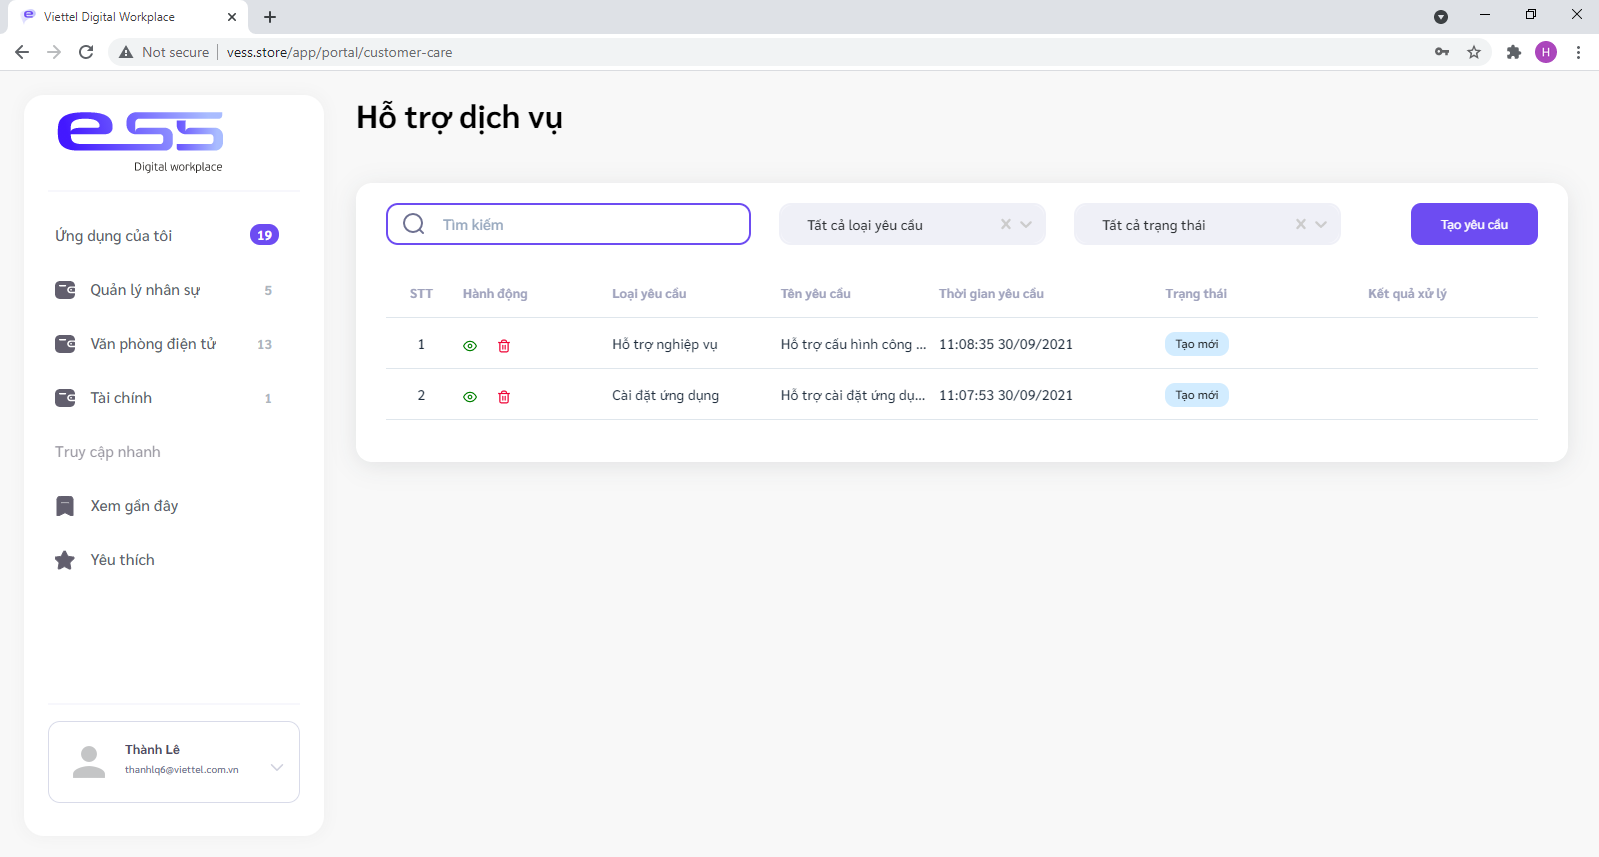 Viettel Digital Workplace
Not secure
vess.store/app/portal/customer-care
H
ess
Digital workplace
Ứng dụng của tôi 19
Quản lý nhân sự 5
Văn phòng điện tử 13
Tài chính 1
Truy cập nhanh
Xem gần đây
Yêu thích
Thành Lê
thanhlq6@viettel.com.vn
Hỗ trợ dịch vụ
Tìm kiếm
Tất cả loại yêu cầu
Tất cả trạng thái
Tạo yêu cầu
STT Hành động Loại yêu cầu Tên yêu cầu Thời gian yêu cầu Trạng thái Kết quả xử lý
1 Hỗ trợ nghiệp vụ Hỗ trợ cấu hình công ... 11:08:35 30/09/2021 Tạo mới
2 Cài đặt ứng dụng Hỗ trợ cài đặt ứng dụ... 11:07:53 30/09/2021 Tạo mới